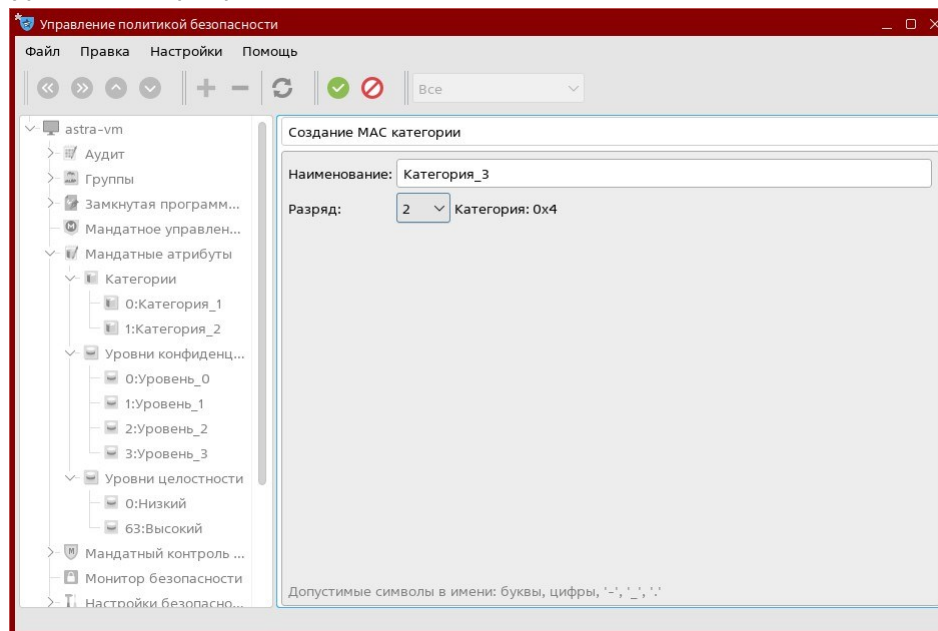 Управление политикой безопасности
Файл Правка Настройки Помощь
Все
astra-vm
Аудит
Группы
Замкнутая программ...
Мандатное управлен...
Мандатные атрибуты
Категории
0:Категория_1
1:Категория_2
Уровни конфиденц...
0:Уровень_0
1:Уровень_1
2:Уровень_2
3:Уровень_3
Уровни целостности
0:Низкий
63:Высокий
Мандатный контроль ...
Монитор безопасности
Настройки безопасно...
Создание МАС категории
Наименование: Категория_3
Разряд: 2 Категория: 0x4
Допустимые символы в имени: буквы, цифры, '-', '_', '.'